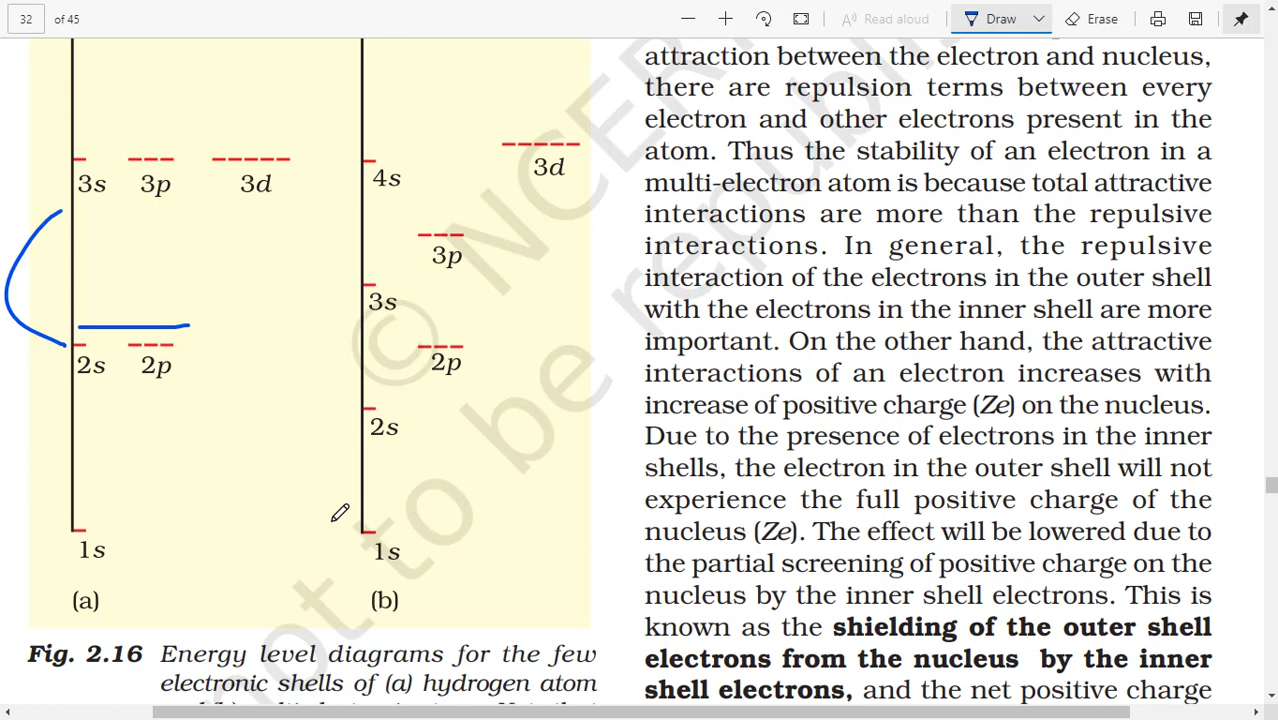 32 of 45
Read aloud
Draw
Erase
3s 3p 3d
2s 2p
1s
(a)
4s
3d
3p
3s
2p
2s
1s
(b)
Fig. 2.16 Energy level diagrams for the few
electronic shells of (a) hydrogen atom
attraction between the electron and nucleus,
there are repulsion terms between every
electron and other electrons present in the
atom. Thus the stability of an electron in a
multi-electron atom is because total attractive
interactions are more than the repulsive
interactions. In general, the repulsive
interaction of the electrons in the outer shell
with the electrons in the inner shell are more
important. On the other hand, the attractive
interactions of an electron increases with
increase of positive charge (Ze) on the nucleus.
Due to the presence of electrons in the inner
shells, the electron in the outer shell will not
experience the full positive charge of the
nucleus (Ze). The effect will be lowered due to
the partial screening of positive charge on the
nucleus by the inner shell electrons. This is
known as the shielding of the outer shell
electrons from the nucleus by the inner
shell electrons, and the net positive charge
© NCERT
not to be republi